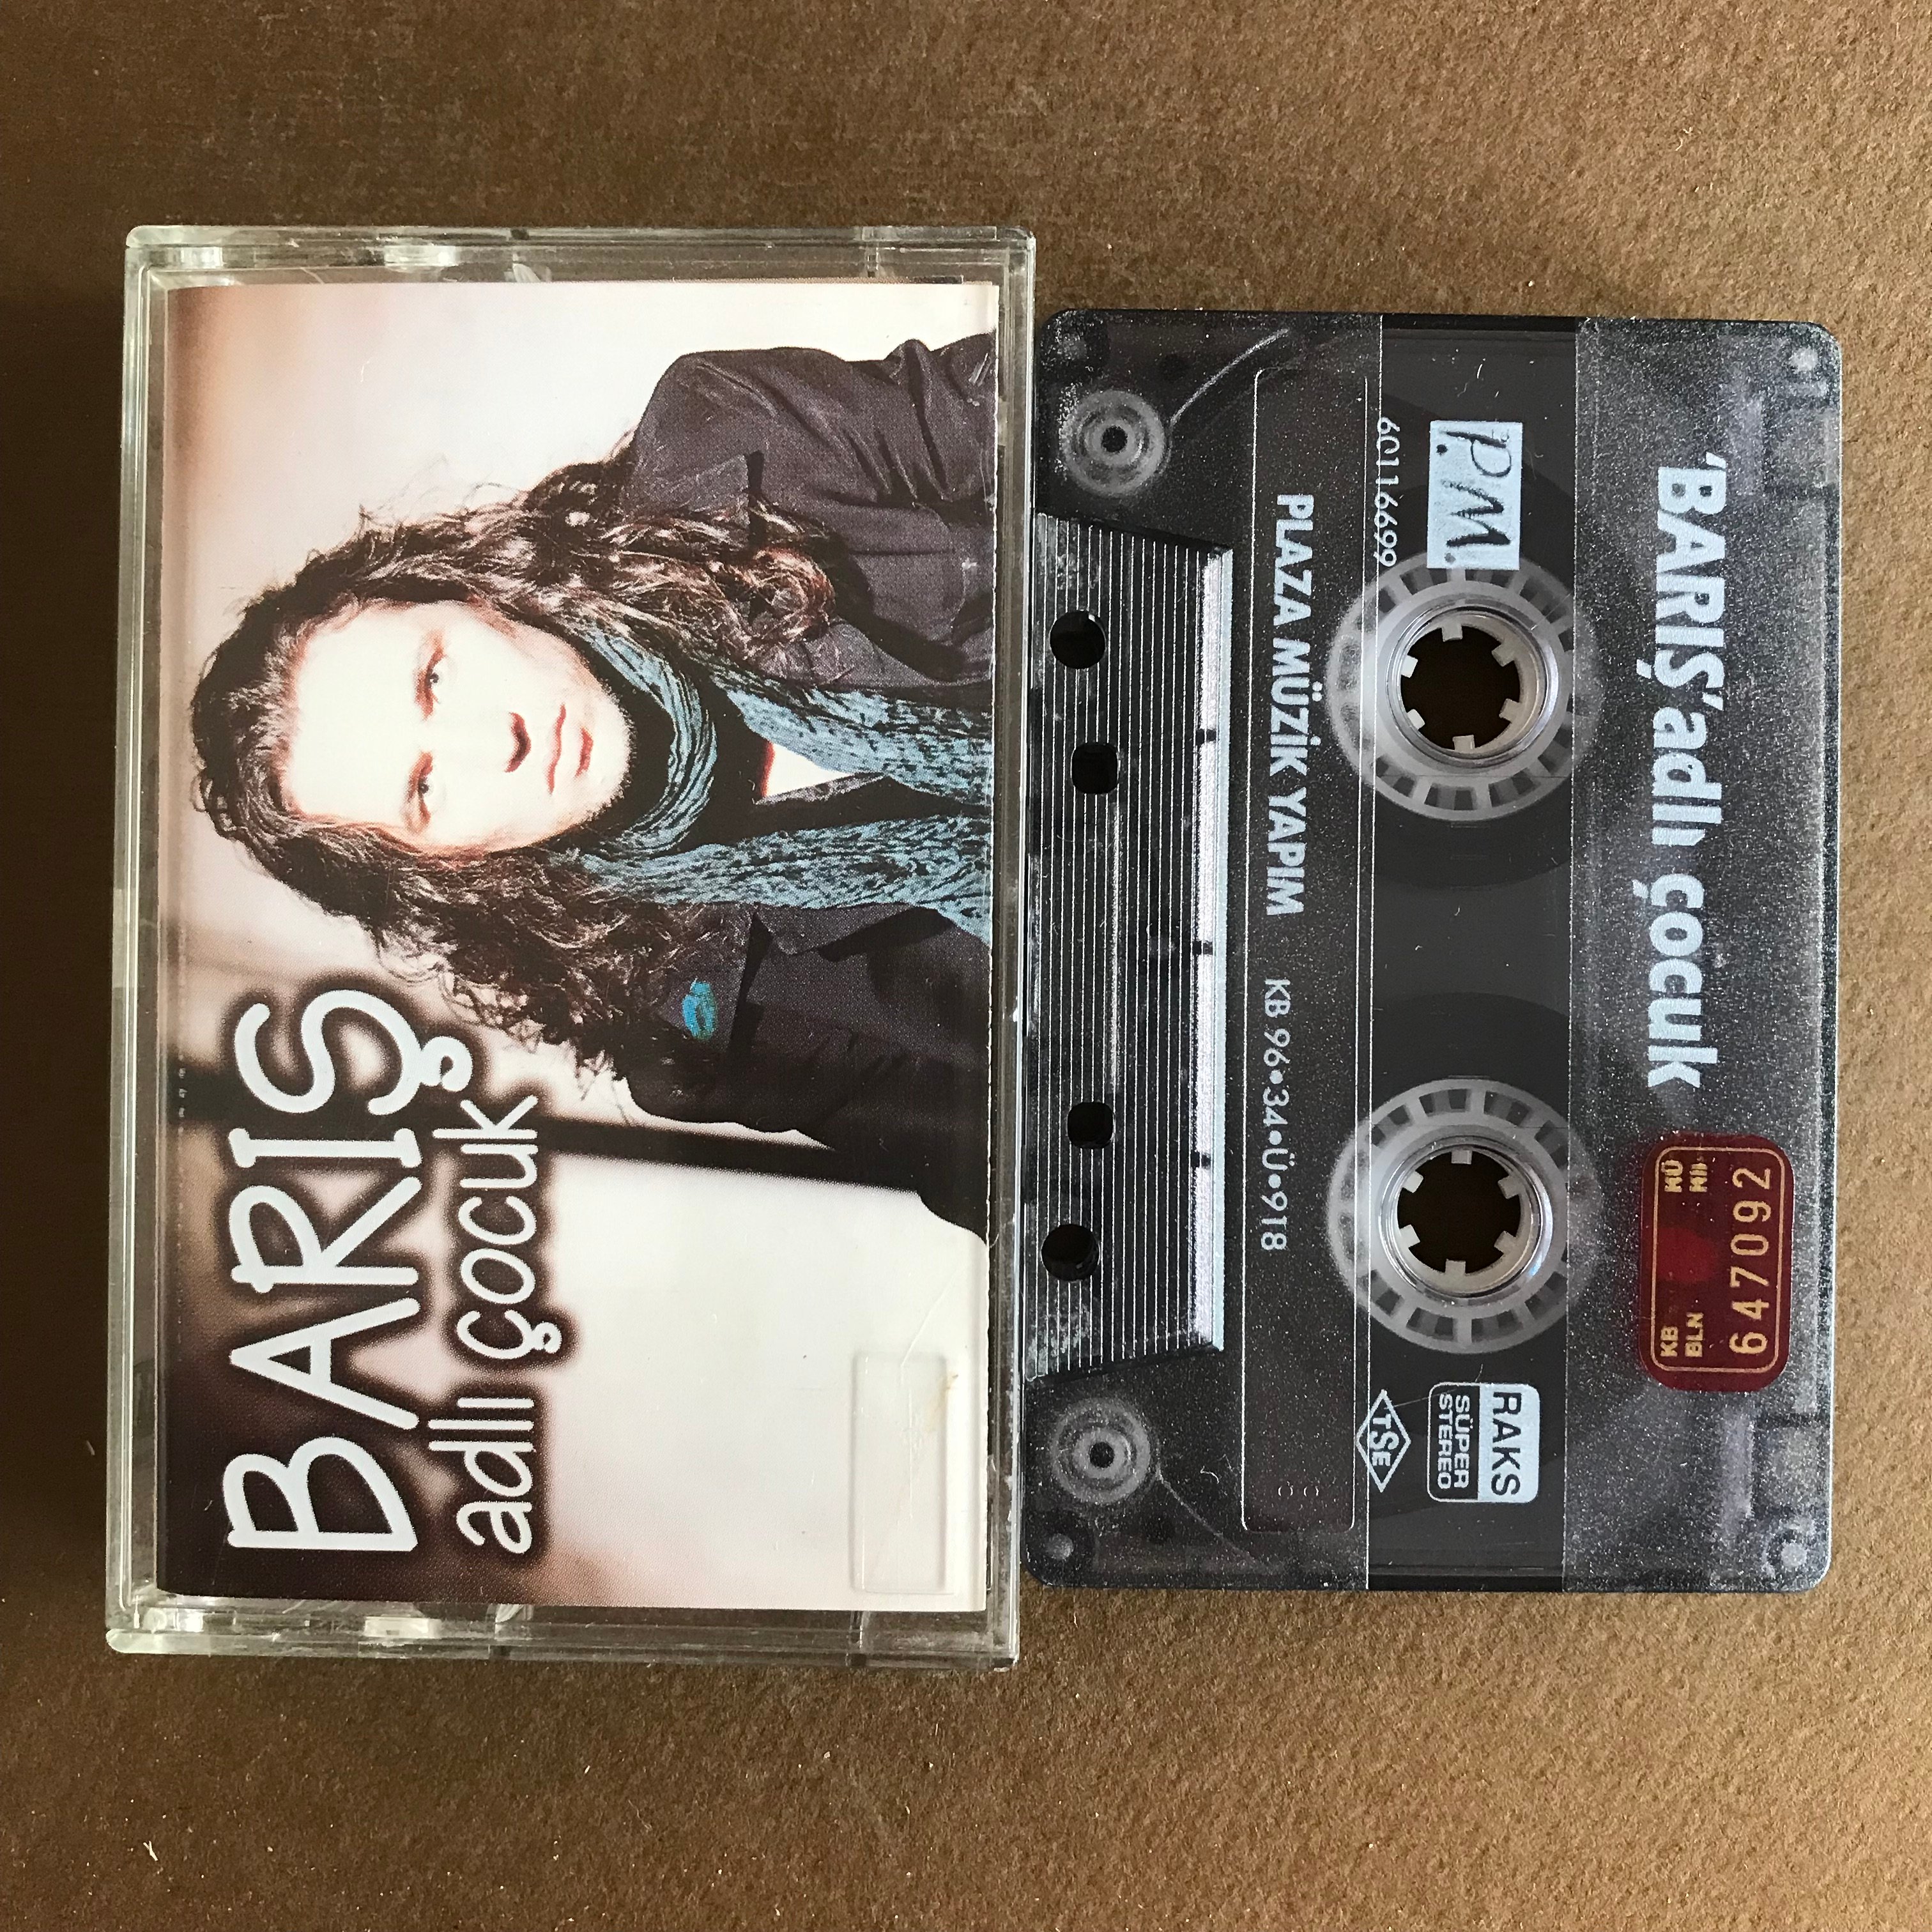 BARIŞ
adlı çocuk
'BARIŞ' adlı çocuk
KB
BLN
647092
P.M.
RAKS
SÜPER
STEREO
60116699
TSE
PLAZA MÜZİK YAPIM KB•96•34•Ü•918